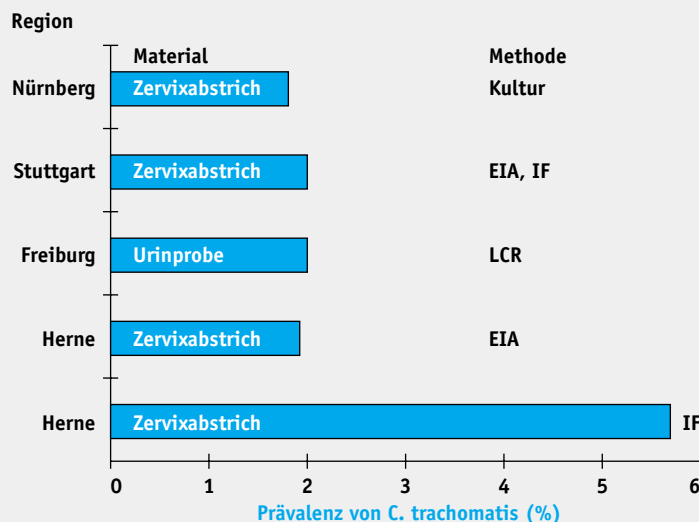 Region
Material Methode
Nürnberg Zervixabstrich Kultur
Stuttgart Zervixabstrich EIA, IF
Freiburg Urinprobe LCR
Herne Zervixabstrich EIA
Herne Zervixabstrich IF
0 1 2 3 4 5 6
Prävalenz von C. trachomatis (%)